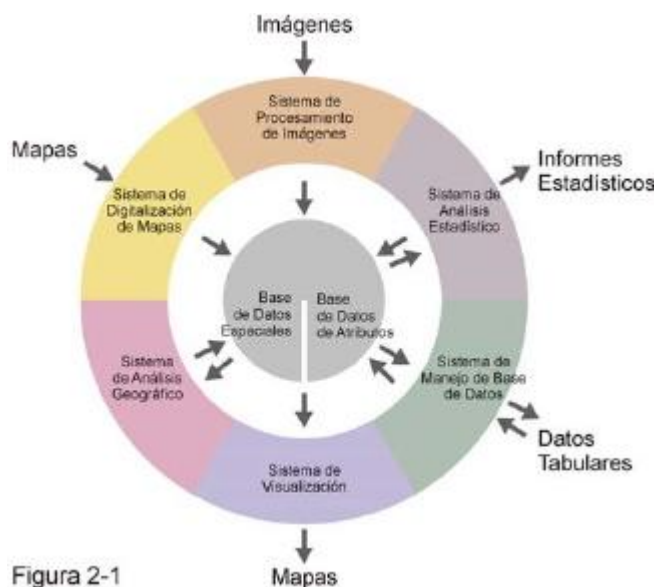 Imágenes
Sistema de
Procesamiento
de Imágenes
Mapas
Sistema de
Digitalización
de Mapas
Sistema de
Análisis
Estadístico
Informes
Estadísticos
Base
de Datos
Espaciales
Base
de Datos
de Atributos
Sistema
de Análisis
Geográfico
Sistema de
Manejo de Base
de Datos
Datos
Tabulares
Sistema de
Visualización
Mapas
Figura 2-1